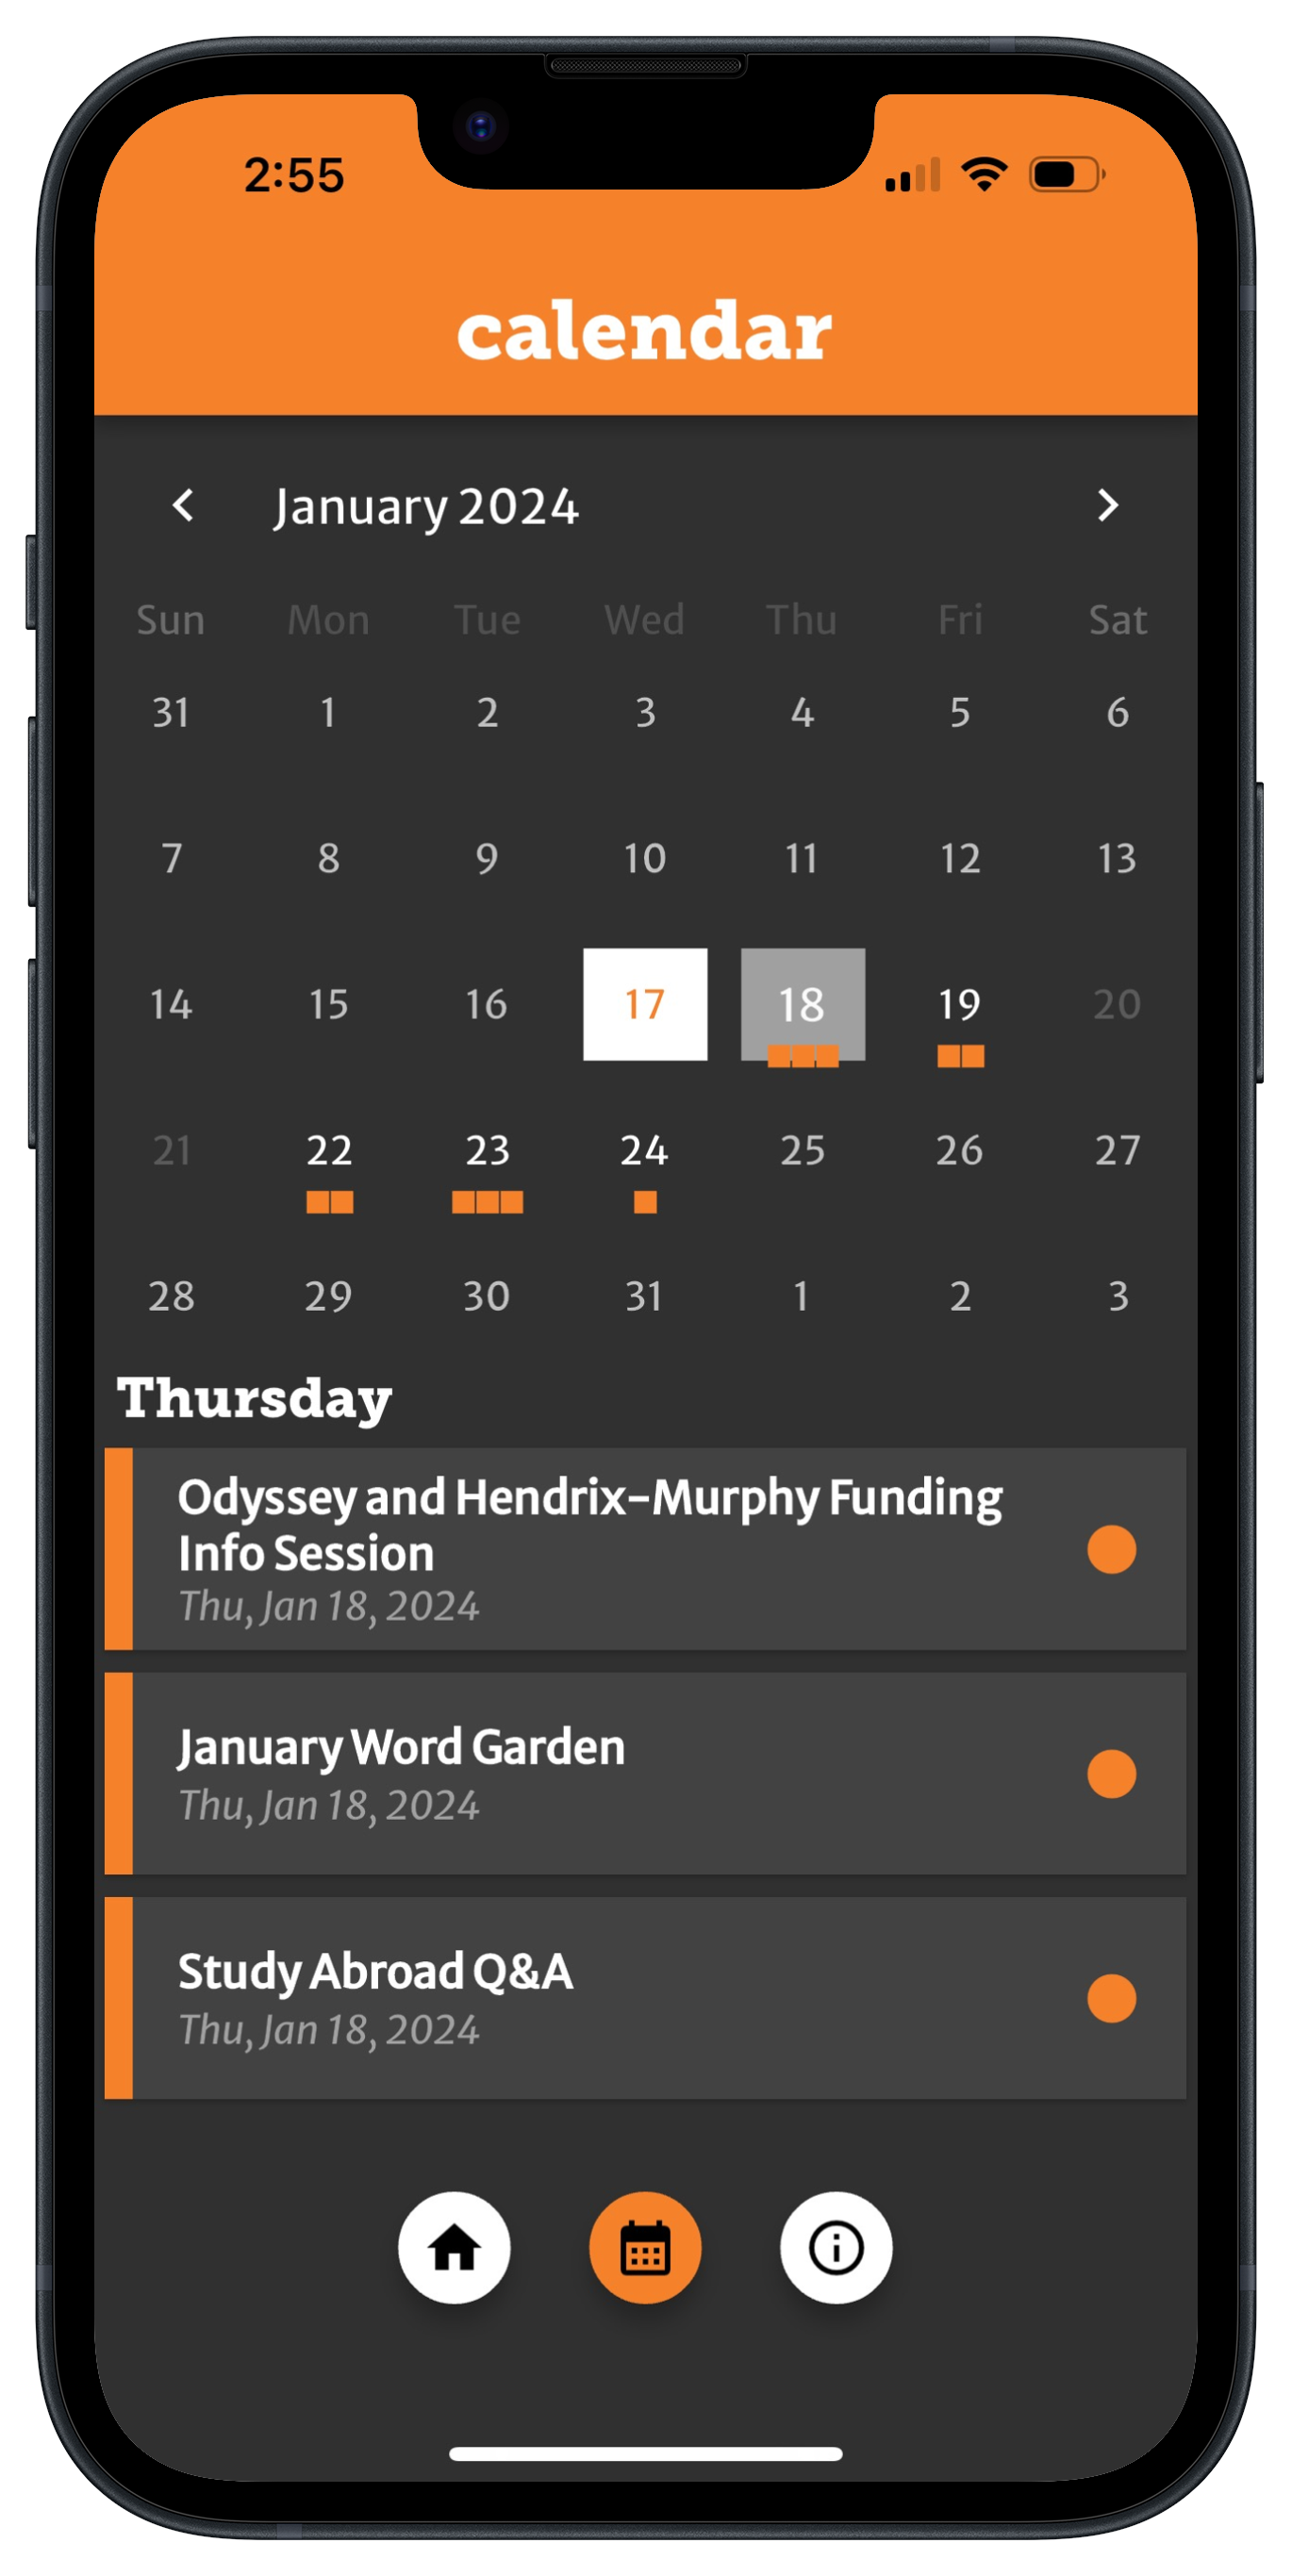 2:55
calendar
January 2024
Sun Mon Tue Wed Thu Fri Sat
31 1 2 3 4 5 6
7 8 9 10 11 12 13
14 15 16 17 18 19 20
21 22 23 24 25 26 27
28 29 30 31 1 2 3
Thursday
Odyssey and Hendrix-Murphy Funding
Info Session
Thu, Jan 18, 2024
January Word Garden
Thu, Jan 18, 2024
Study Abroad Q&A
Thu, Jan 18, 2024